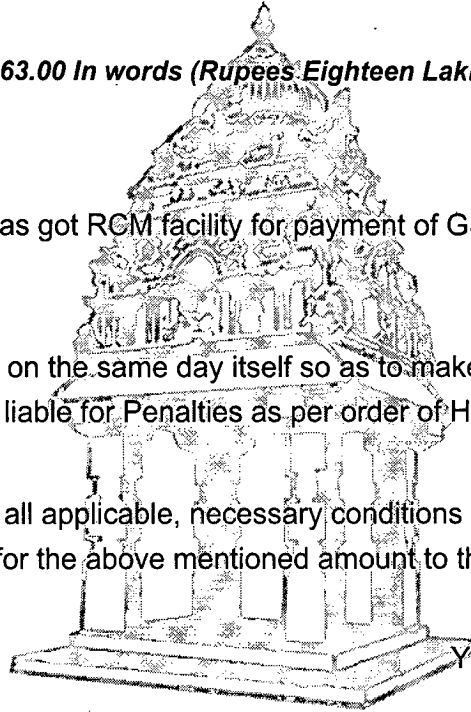 63.00 In words (Rupees Eighteen Lak
as got RCM facility for payment of G
on the same day itself so as to make
liable for Penalties as per order of H
all applicable, necessary conditions
for the above mentioned amount to th
Y